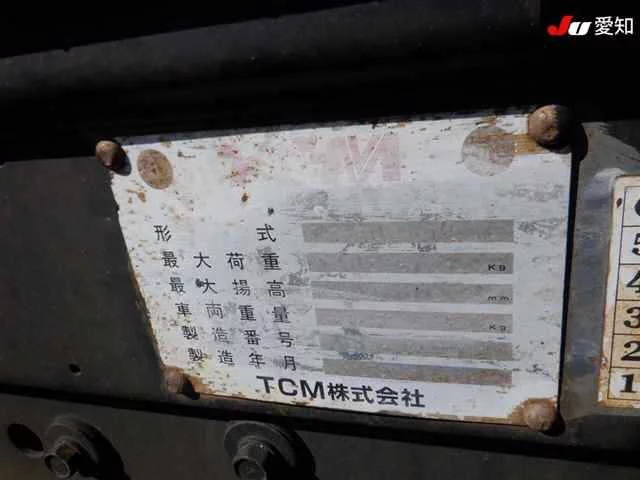 JU 愛知
TCM
形式
最大荷重 Kg
最大揚高 mm
車両重量 Kg
製造番号
製造年月
TCM株式会社
5
4
3
2
1